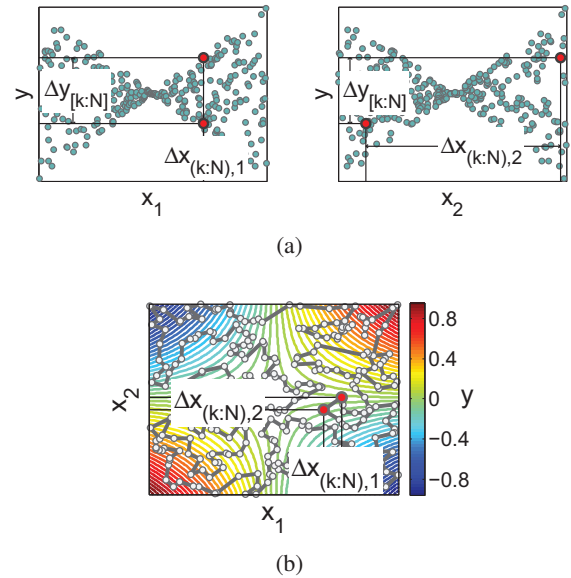 y
Δy[k:N]
Δx(k:N),1
x1
y
Δy[k:N]
Δx(k:N),2
x2
(a)
x2
Δx(k:N),2
Δx(k:N),1
x1
0.8
0.4
0
−0.4
−0.8
y
(b)